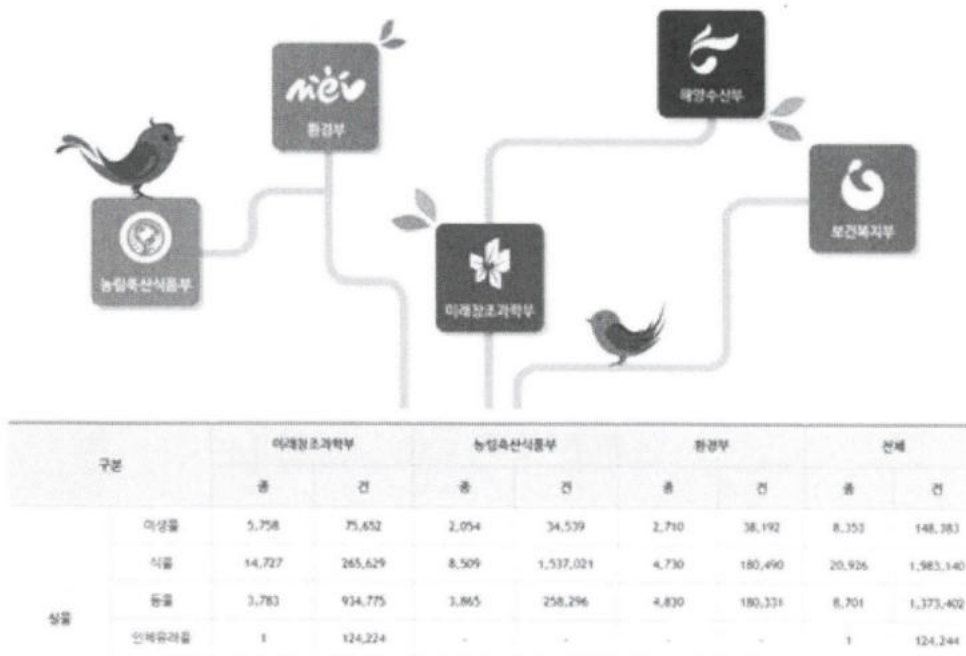 mev
환경부
해양수산부
보건복지부
농림축산식품부
미래창조과학부
구분 미래창조과학부 농림축산식품부 환경부 전체
종 건 종 건 종 건 종 건
미생물 5,758 75,652 2,054 34,539 2,710 38,192 8,353 148,383
식물 14,727 265,629 8,509 1,537,021 4,730 180,490 20,926 1,983,140
실물 동물 3,783 934,775 3,865 258,296 4,830 180,331 8,701 1,373,402
인체유래물 1 124,224 - - - - 1 124,244